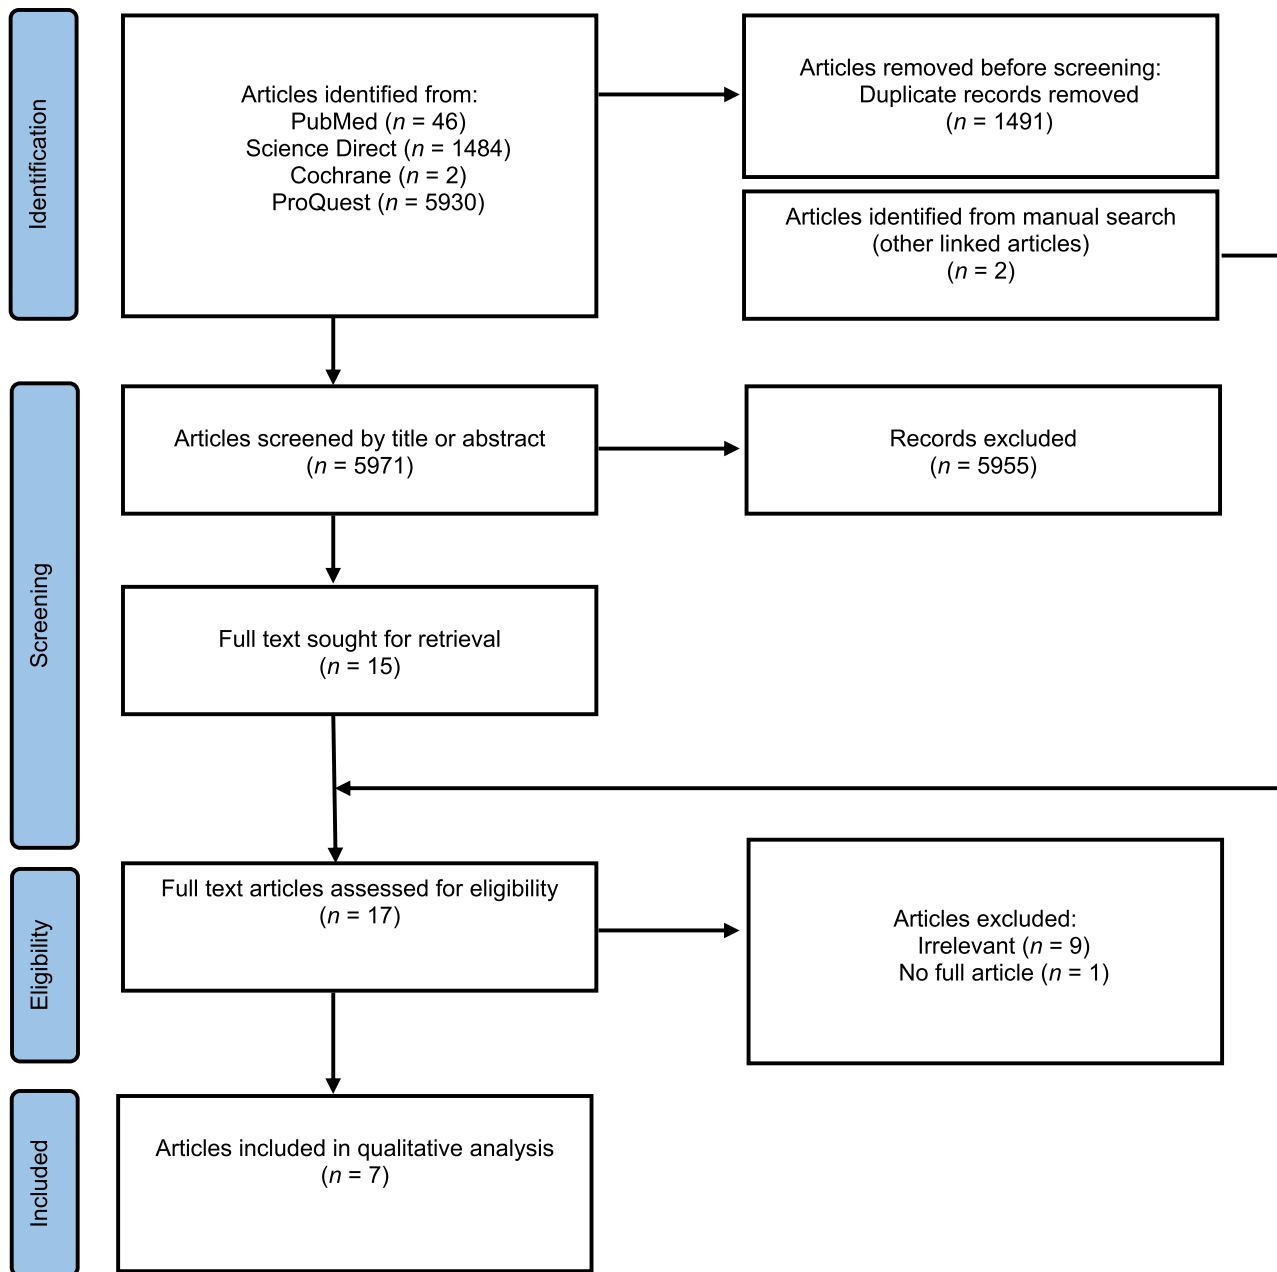 Identification
Articles identified from:
PubMed (n = 46)
Science Direct (n = 1484)
Cochrane (n = 2)
ProQuest (n = 5930)
Articles removed before screening:
Duplicate records removed
(n = 1491)
Articles identified from manual search
(other linked articles)
(n = 2)
Screening
Articles screened by title or abstract
(n = 5971)
Records excluded
(n = 5955)
Full text sought for retrieval
(n = 15)
Eligibility
Full text articles assessed for eligibility
(n = 17)
Articles excluded:
Irrelevant (n = 9)
No full article (n = 1)
Included
Articles included in qualitative analysis
(n = 7)